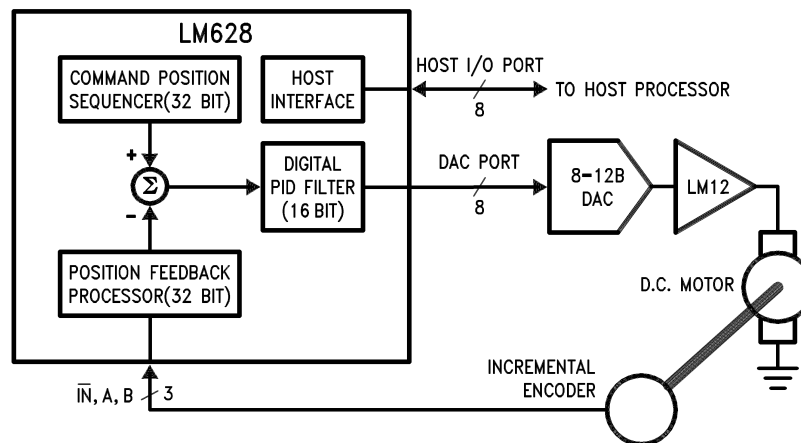 LM628
COMMAND POSITION
SEQUENCER(32 BIT)
HOST
INTERFACE
HOST I/O PORT
8
TO HOST PROCESSOR
+
Σ
−
DIGITAL
PID FILTER
(16 BIT)
DAC PORT
8
8–12B
DAC
LM12
POSITION FEEDBACK
PROCESSOR(32 BIT)
D.C. MOTOR
INCREMENTAL
ENCODER
I̅N̅, A, B
3